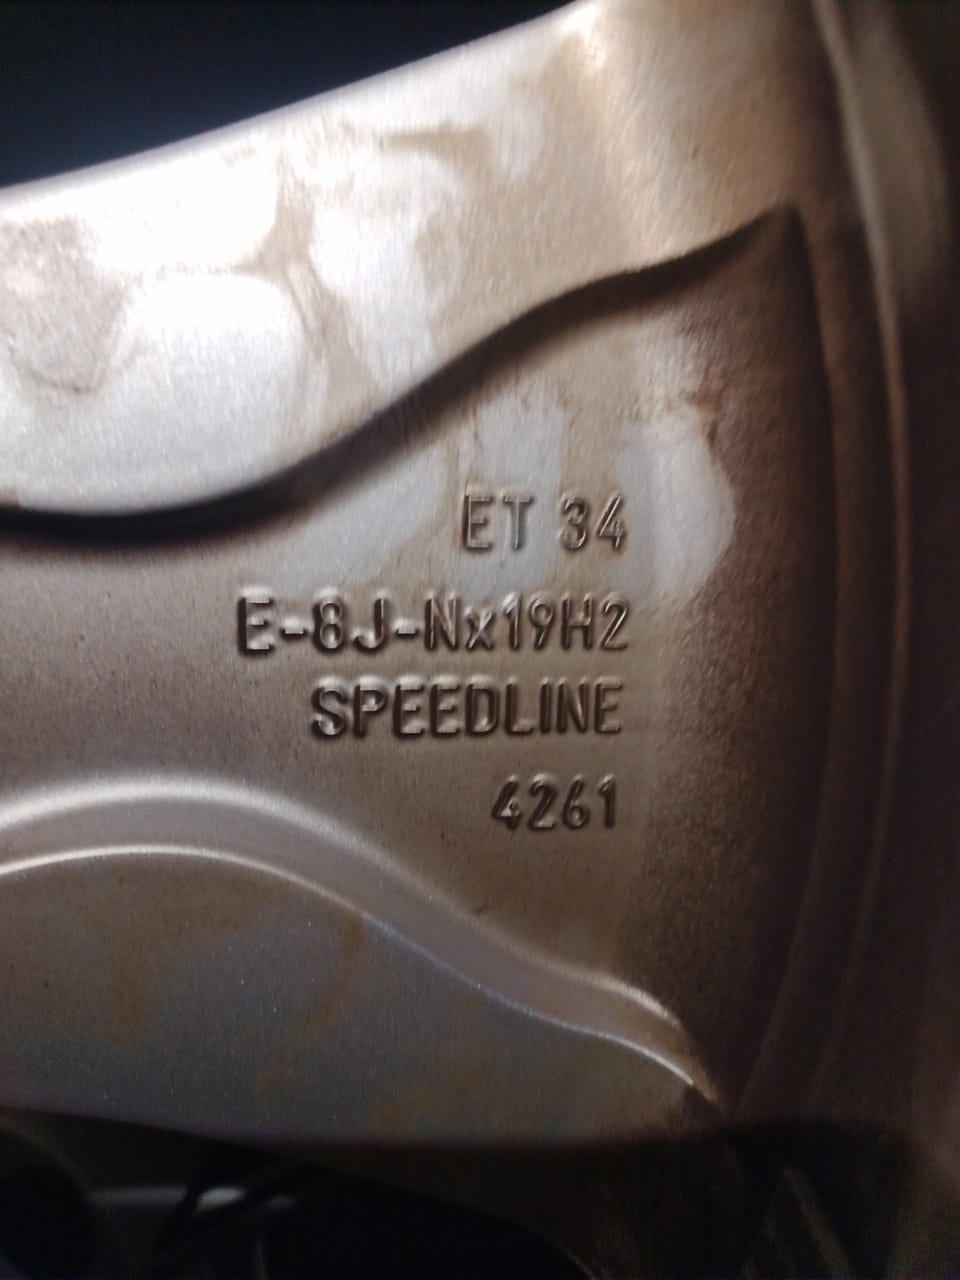 ET 34
E-8J-Nx19H2
SPEEDLINE
4261